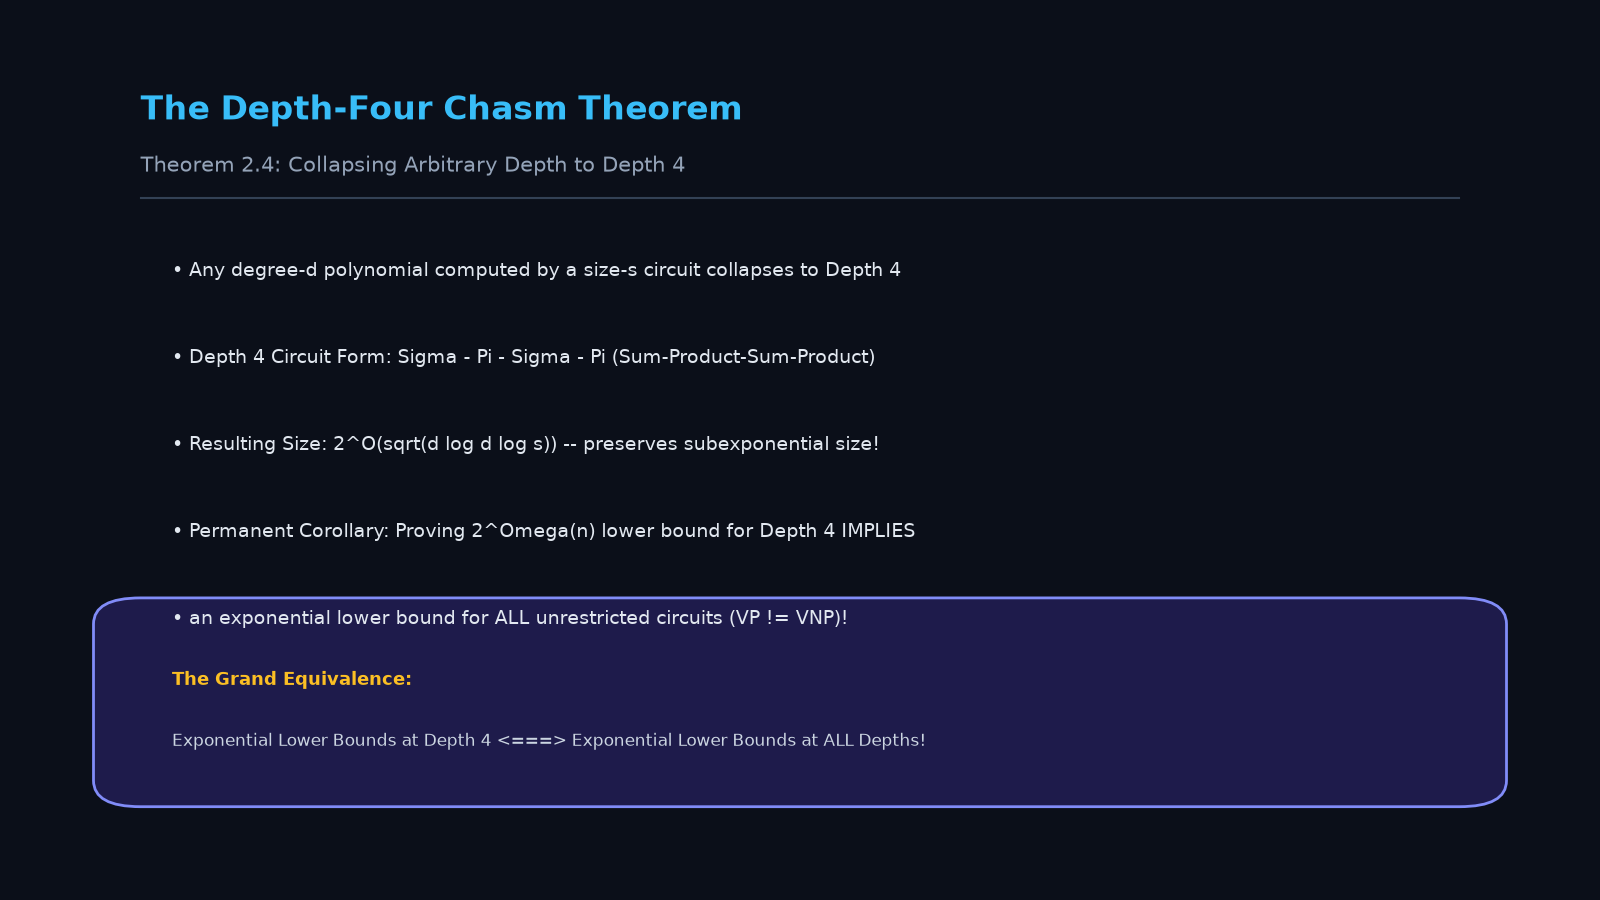 The Depth-Four Chasm Theorem
Theorem 2.4: Collapsing Arbitrary Depth to Depth 4
• Any degree-d polynomial computed by a size-s circuit collapses to Depth 4
• Depth 4 Circuit Form: Sigma - Pi - Sigma - Pi (Sum-Product-Sum-Product)
• Resulting Size: 2^O(sqrt(d log d log s)) -- preserves subexponential size!
• Permanent Corollary: Proving 2^Omega(n) lower bound for Depth 4 IMPLIES
• an exponential lower bound for ALL unrestricted circuits (VP != VNP)!
The Grand Equivalence:
Exponential Lower Bounds at Depth 4 <===> Exponential Lower Bounds at ALL Depths!